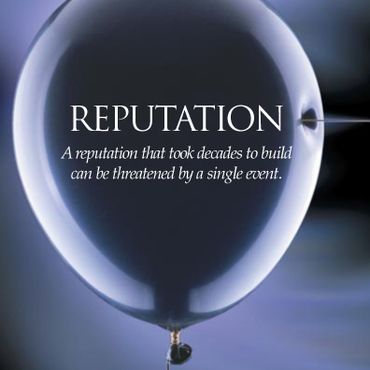 REPUTATION
A reputation that took decades to build
can be threatened by a single event.